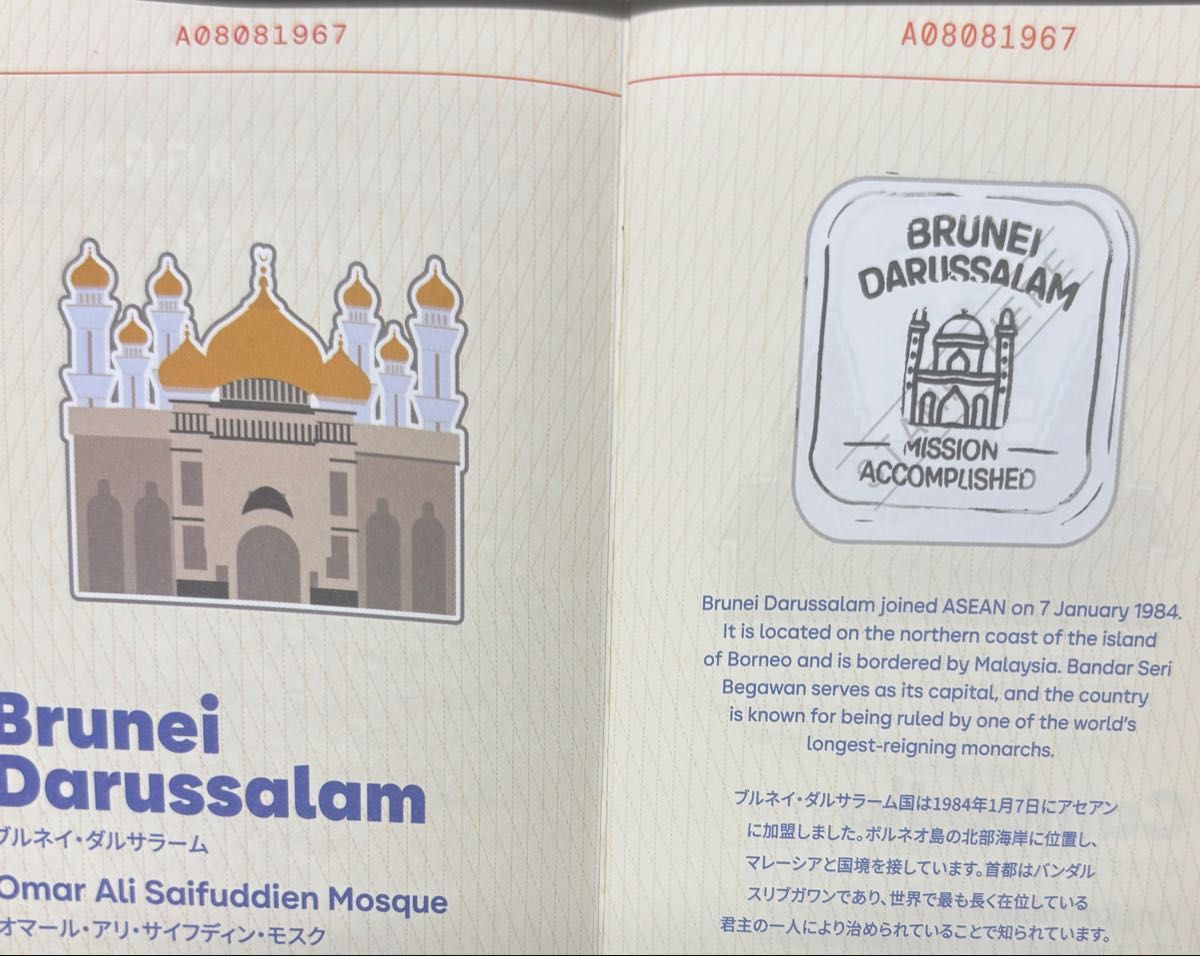 A08081967
Brunei
Darussalam
ブルネイ・ダルサラーム
Omar Ali Saifuddien Mosque
オマール・アリ・サイフディン・モスク
A08081967
BRUNEI
DARUSSALAM
MISSION
ACCOMPLISHED
Brunei Darussalam joined ASEAN on 7 January 1984.
It is located on the northern coast of the island
of Borneo and is bordered by Malaysia. Bandar Seri
Begawan serves as its capital, and the country
is known for being ruled by one of the world's
longest-reigning monarchs.
ブルネイ・ダルサラーム国は1984年1月7日にアセアン
に加盟しました。ボルネオ島の北部海岸に位置し、
マレーシアと国境を接しています。首都はバンダル
スリブガワンであり、世界で最も長く在位している
君主の一人により治められていることで知られています。